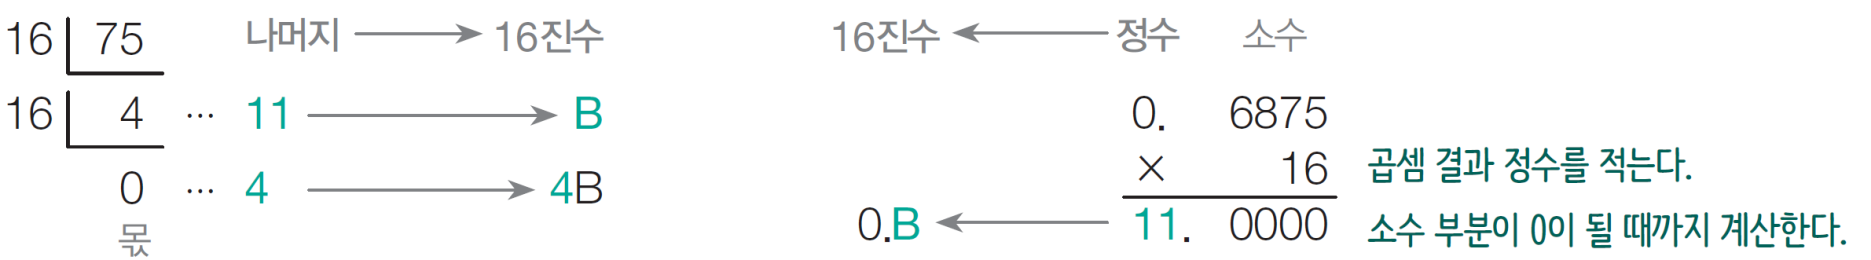 16 75 나머지 16진수
16 4 … 11 B
0 … 4 4B
몫
16진수 정수 소수
0. 6875
× 16 곱셈 결과 정수를 적는다.
0.B 11. 0000 소수 부분이 0이 될 때까지 계산한다.